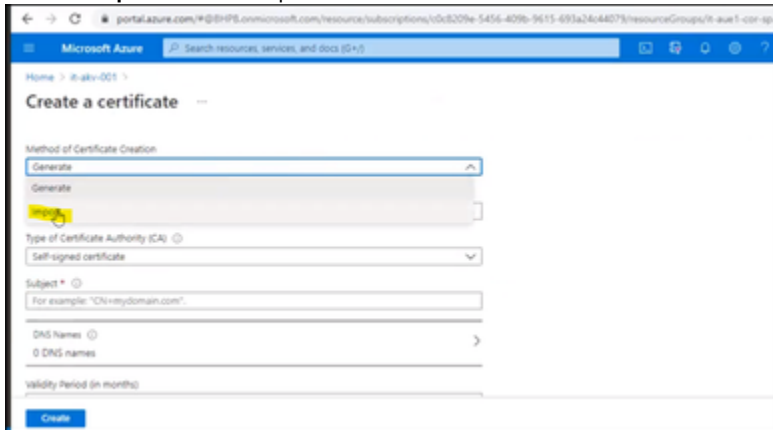 portal.azure.com/#@BHPB.onmicrosoft.com/resource/subscriptions/c0c8209e-5456-409b-9615-693a24c44079/resourceGroups/it-aue1-cor-sp
Microsoft Azure
Search resources, services, and docs (G+/)
Home > it-akv-001 >
Create a certificate ...
Method of Certificate Creation
Generate
Generate
Import
Type of Certificate Authority (CA)
Self-signed certificate
Subject *
For example: "CN=mydomain.com".
DNS Names
0 DNS names
Validity Period (in months)
Create